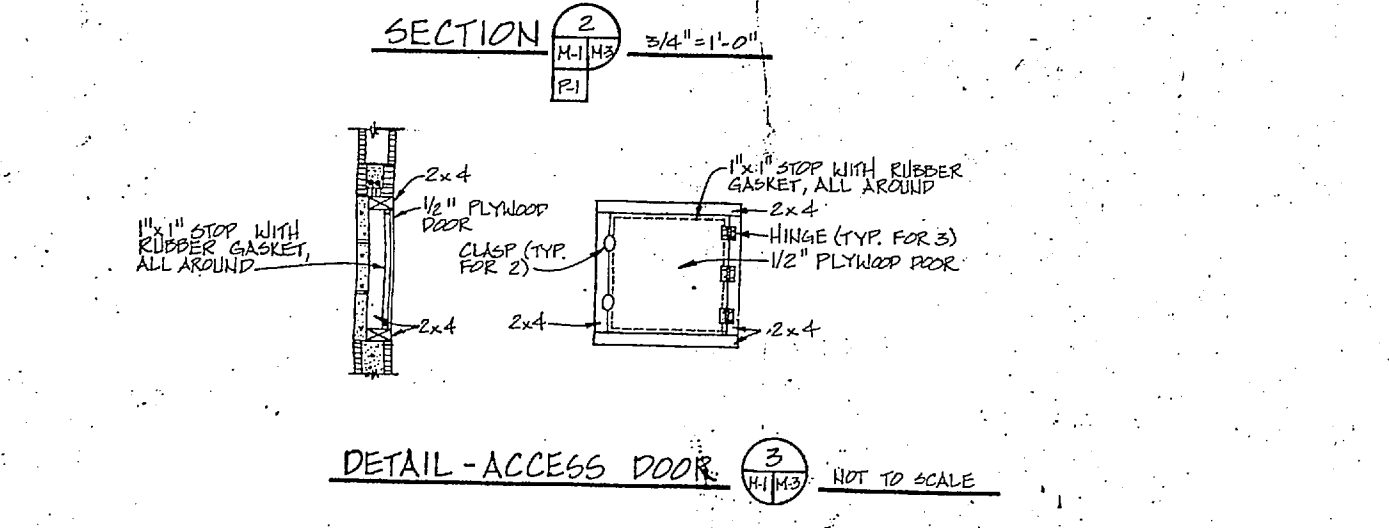 SECTION 2 3/4"=1'-0"
M-1 M3
P-1
2x4
1/2" PLYWOOD
DOOR
1"x1" STOP WITH
RUBBER GASKET,
ALL AROUND
2x4
1"x1" STOP WITH RUBBER
GASKET, ALL AROUND
2x4
CLASP (TYP.
FOR 2)
HINGE (TYP. FOR 3)
1/2" PLYWOOD DOOR
2x4
2x4
DETAIL - ACCESS DOOR 3 NOT TO SCALE
M-1 M-3